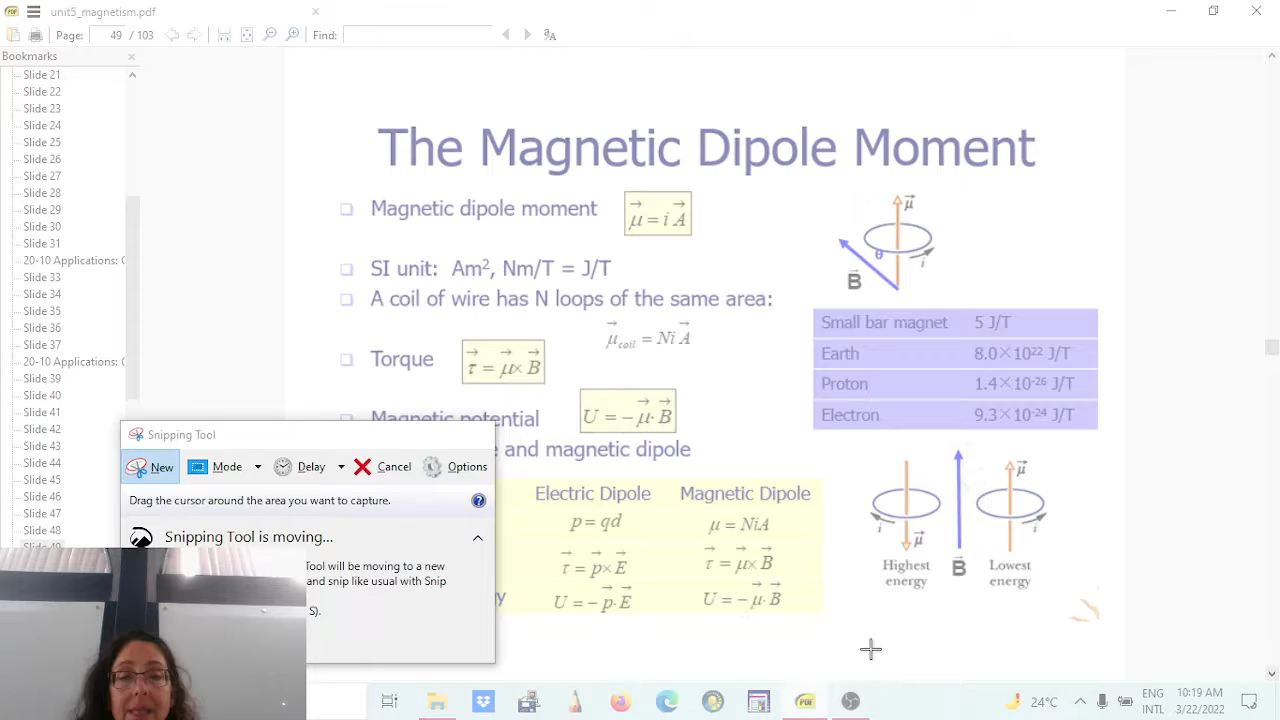 unit5_magnetism.pdf
Page: 49 / 103 Find:
Bookmarks
Slide 21
Slide 22
Slide 23
Slide 24
Slide 25
Slide 26
Slide 27
Slide 28
Slide 29
Slide 30
Slide 31
20-10 Applications:
Slide 33
Slide 34
Slide 35
Slide 36
Slide 37
20-10 Applications:
Slide 39
Slide 40
Slide 41
Slide 42
Slide 43
Slide 44
Slide 45
Slide 46
Slide 47
Slide 48
The Magnetic Dipole Moment
Magnetic dipole moment μ⃗ = i A⃗
SI unit: Am², Nm/T = J/T
A coil of wire has N loops of the same area:
μ⃗coil = Ni A⃗
Torque τ⃗ = μ⃗ × B⃗
Magnetic potential U = −μ⃗ · B⃗
and magnetic dipole
Electric Dipole Magnetic Dipole
p = qd μ = NiA
τ⃗ = p⃗ × E⃗ τ⃗ = μ⃗ × B⃗
y U = −p⃗ · E⃗ U = −μ⃗ · B⃗
μ⃗
θ
i
B⃗
Small bar magnet 5 J/T
Earth 8.0×10²² J/T
Proton 1.4×10⁻²⁶ J/T
Electron 9.3×10⁻²⁴ J/T
μ⃗
i i
μ⃗
Highest energy B⃗ Lowest energy
Snipping Tool
New Mode Delay Cancel Options
Drag the cursor around the area you want to capture.
Snipping Tool is moving...
Tool will be moving to a new
and snip like usual with Snip
S).
PDF
24°C
ENG
INTL
10:19 AM
3/22/2022